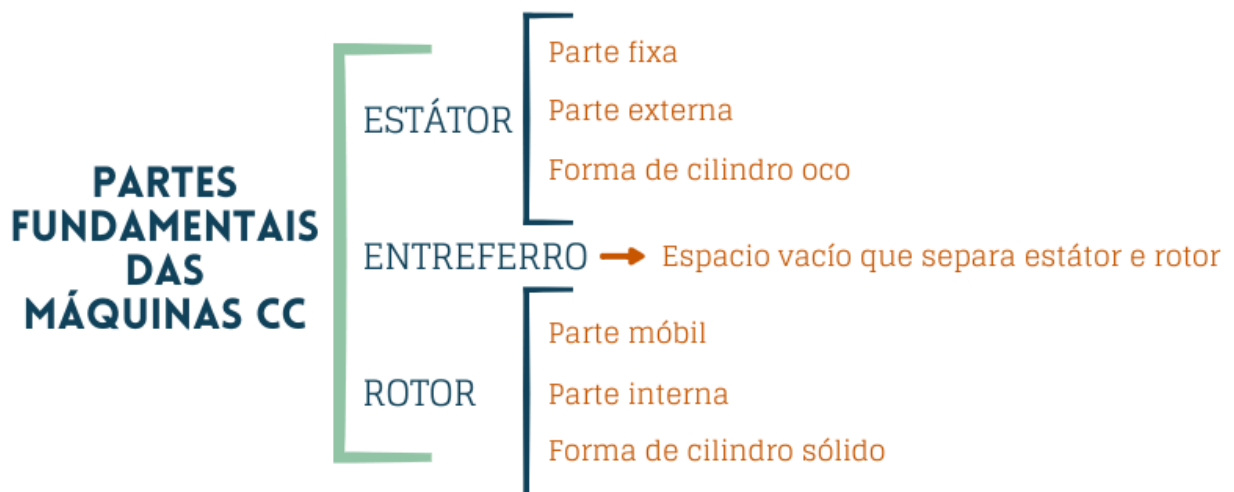 PARTES
FUNDAMENTAIS
DAS
MÁQUINAS CC
ESTÁTOR
Parte fixa
Parte externa
Forma de cilindro oco
ENTREFERRO
Espacio vacío que separa estátor e rotor
ROTOR
Parte móbil
Parte interna
Forma de cilindro sólido